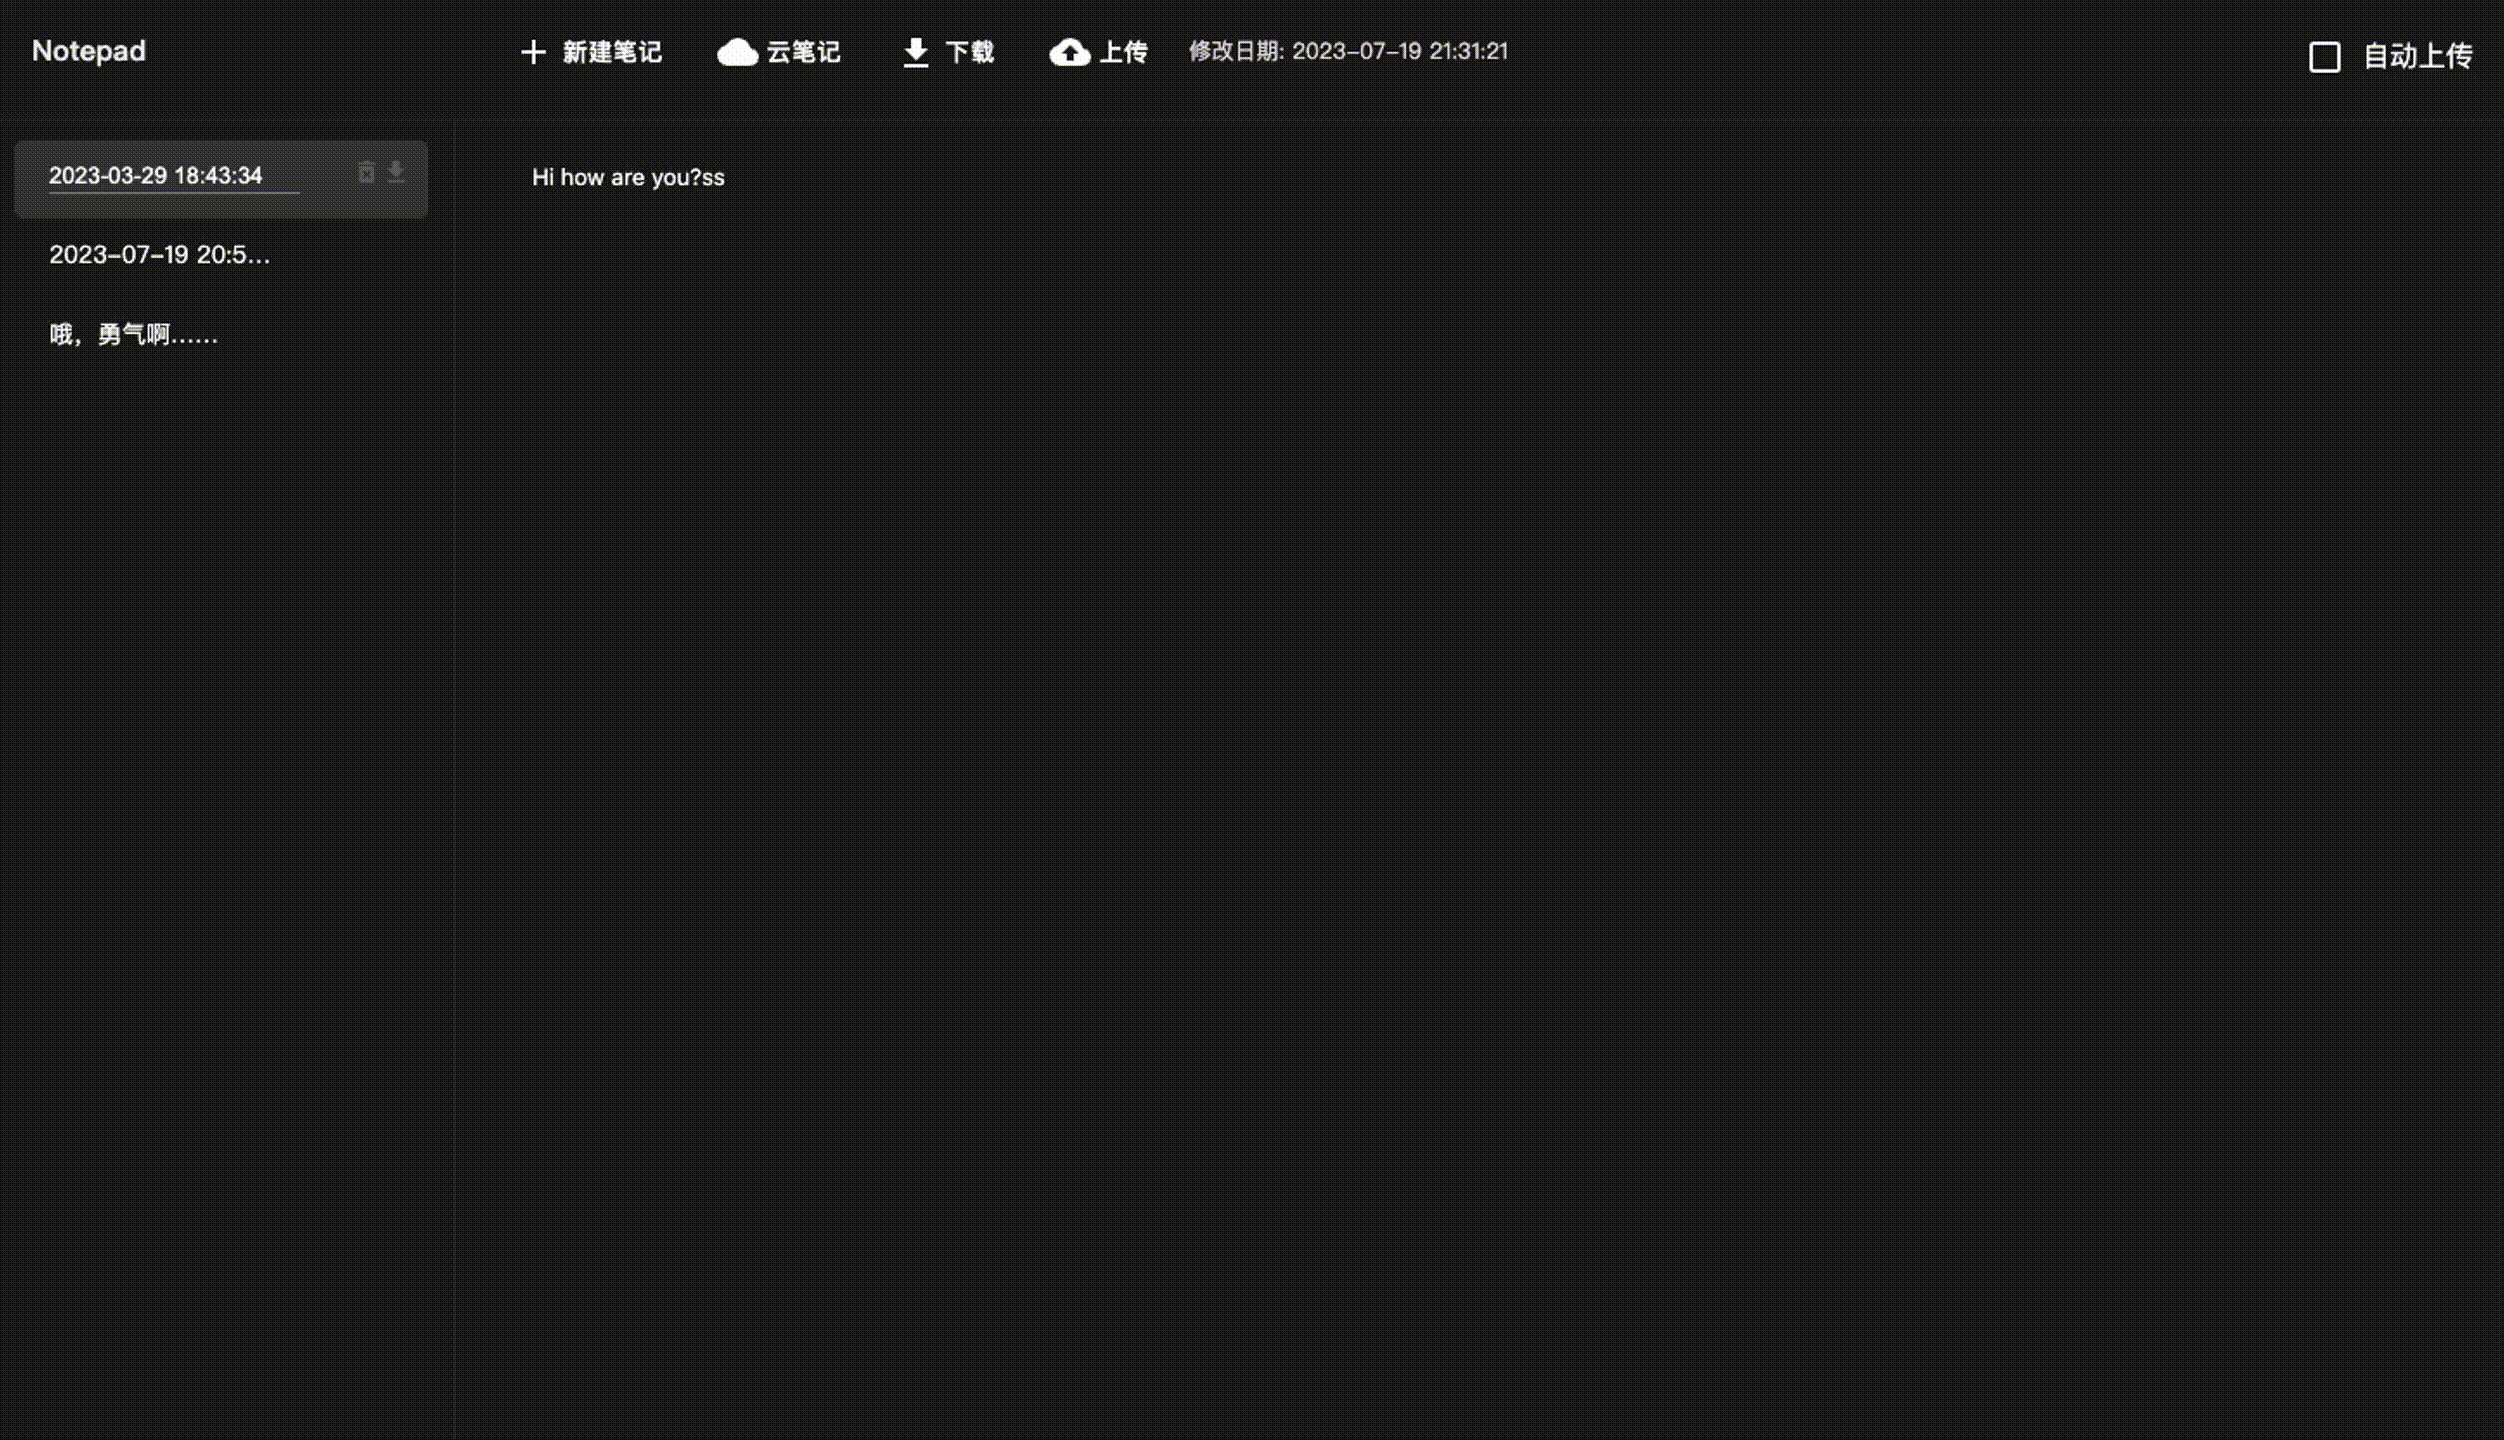 Notepad
新建笔记
云笔记
下载
上传
修改日期: 2023-07-19 21:31:21
自动上传
2023-03-29 18:43:34
2023-07-19 20:5...
哦，勇气啊......
Hi how are you?ss